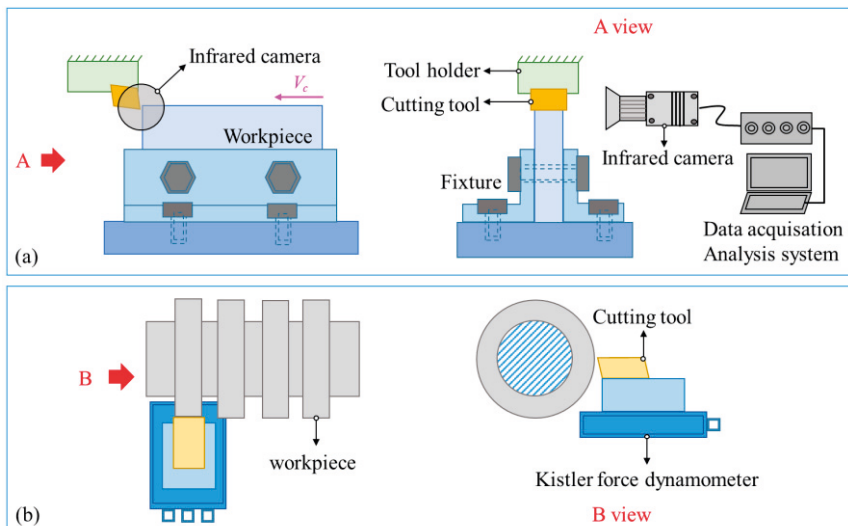 A view
Infrared camera
V_c
Workpiece
A
Tool holder
Cutting tool
Infrared camera
Fixture
Data acquisation
Analysis system
(a)
Cutting tool
B
workpiece
Kistler force dynamometer
(b)
B view